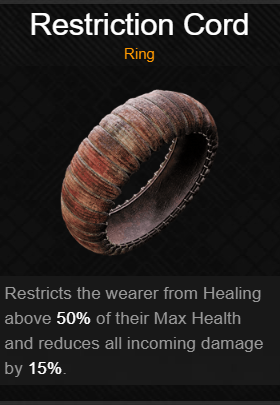 Restriction Cord
Ring
Restricts the wearer from Healing
above 50% of their Max Health
and reduces all incoming damage
by 15%.